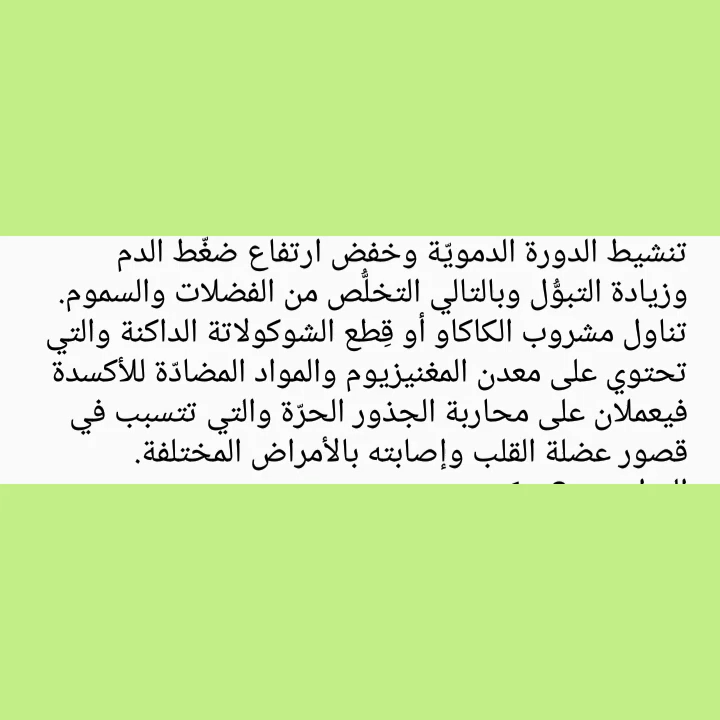 تنشيط الدورة الدمويّة وخفض ارتفاع ضغّط الدم
وزيادة التبوُّل وبالتالي التخلُّص من الفضلات والسموم.
تناول مشروب الكاكاو أو قِطع الشوكولاتة الداكنة والتي
تحتوي على معدن المغنيزيوم والمواد المضادّة للأكسدة
فيعملان على محاربة الجذور الحرّة والتي تتسبب في
قصور عضلة القلب وإصابته بالأمراض المختلفة.